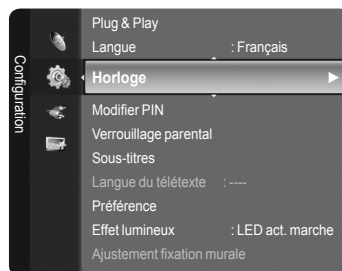 Configuration
Plug & Play
Langue : Français
Horloge
Modifier PIN
Verrouillage parental
Sous-titres
Langue du télétexte : ----
Préférence
Effet lumineux : LED act. marche
Ajustement fixation murale